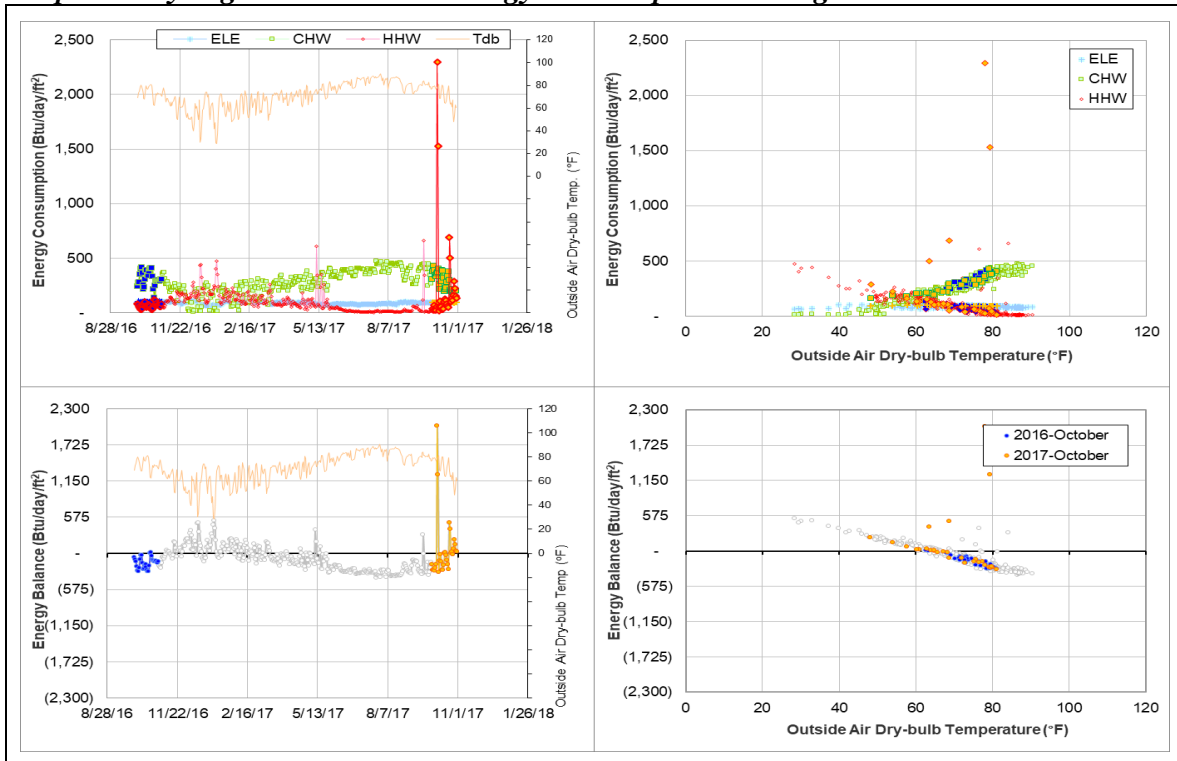 ELE CHW HHW Tdb
Energy Consumption (Btu/day/ft²)
2,500
2,000
1,500
1,000
500
-
120
100
80
60
40
20
0
Outside Air Dry-bulb Temp. (°F)
8/28/16 11/22/16 2/16/17 5/13/17 8/7/17 11/1/17 1/26/18
ELE
CHW
HHW
Energy Consumption (Btu/day/ft²)
2,500
2,000
1,500
1,000
500
-
0 20 40 60 80 100 120
Outside Air Dry-bulb Temperature (°F)
Energy Balance (Btu/day/ft²)
2,300
1,725
1,150
575
-
(575)
(1,150)
(1,725)
(2,300)
120
100
80
60
40
20
0
Outside Air Dry-bulb Temp (°F)
8/28/16 11/22/16 2/16/17 5/13/17 8/7/17 11/1/17 1/26/18
2016-October
2017-October
Energy Balance (Btu/day/ft²)
2,300
1,725
1,150
575
-
(575)
(1,150)
(1,725)
(2,300)
0 20 40 60 80 100 120
Outside Air Dry-bulb Temperature (°F)